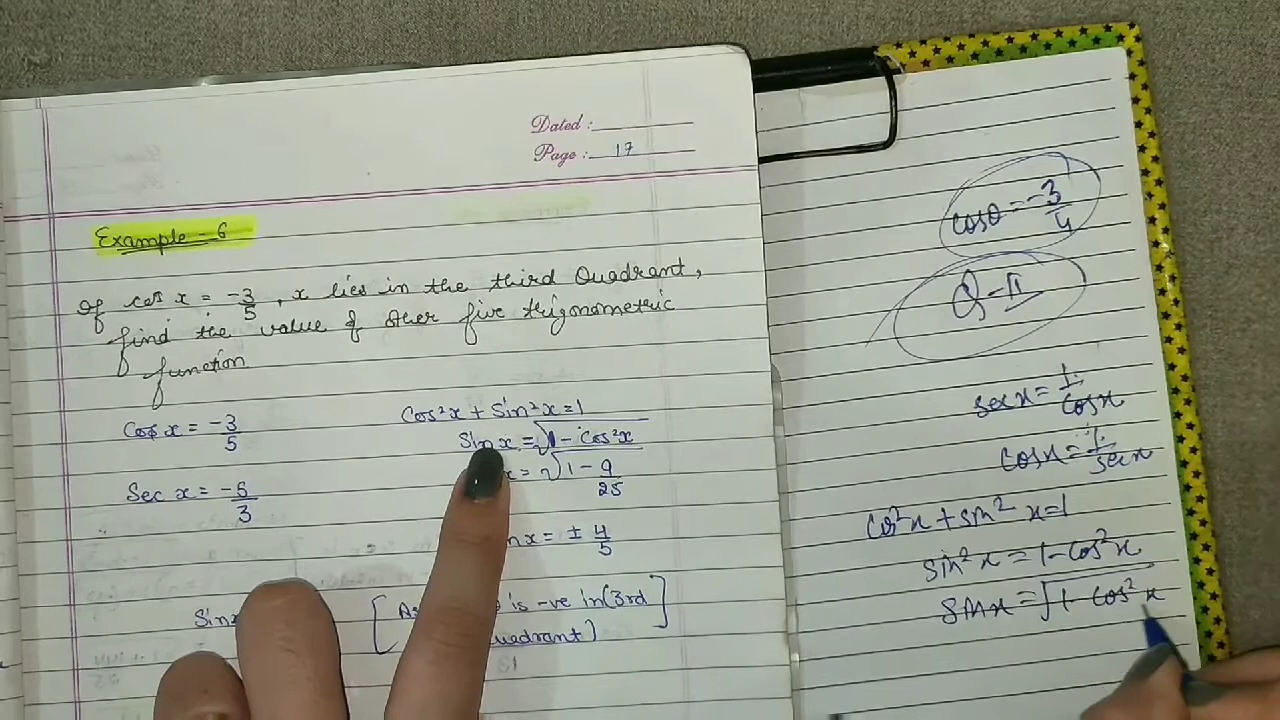 Dated :
Page : 17
Example - 6
If cos x = -3/5 , x lies in the third Quadrant,
find the value of other five trigonometric
function
Cos x = -3/5
Sec x = -5/3
Cos²x + Sin²x = 1
Sin x = √1 - Cos²x
x = √1 - 9/25
x = ± 4/5
Sinx
[ is -ve in (3rd
uadrant) ]
cosθ = -3/4
Q - II
sec x = 1/cos x
cos x = 1/sec x
cos²x + sin²x = 1
sin²x = 1 - cos²x
sin x = √1 - cos²x